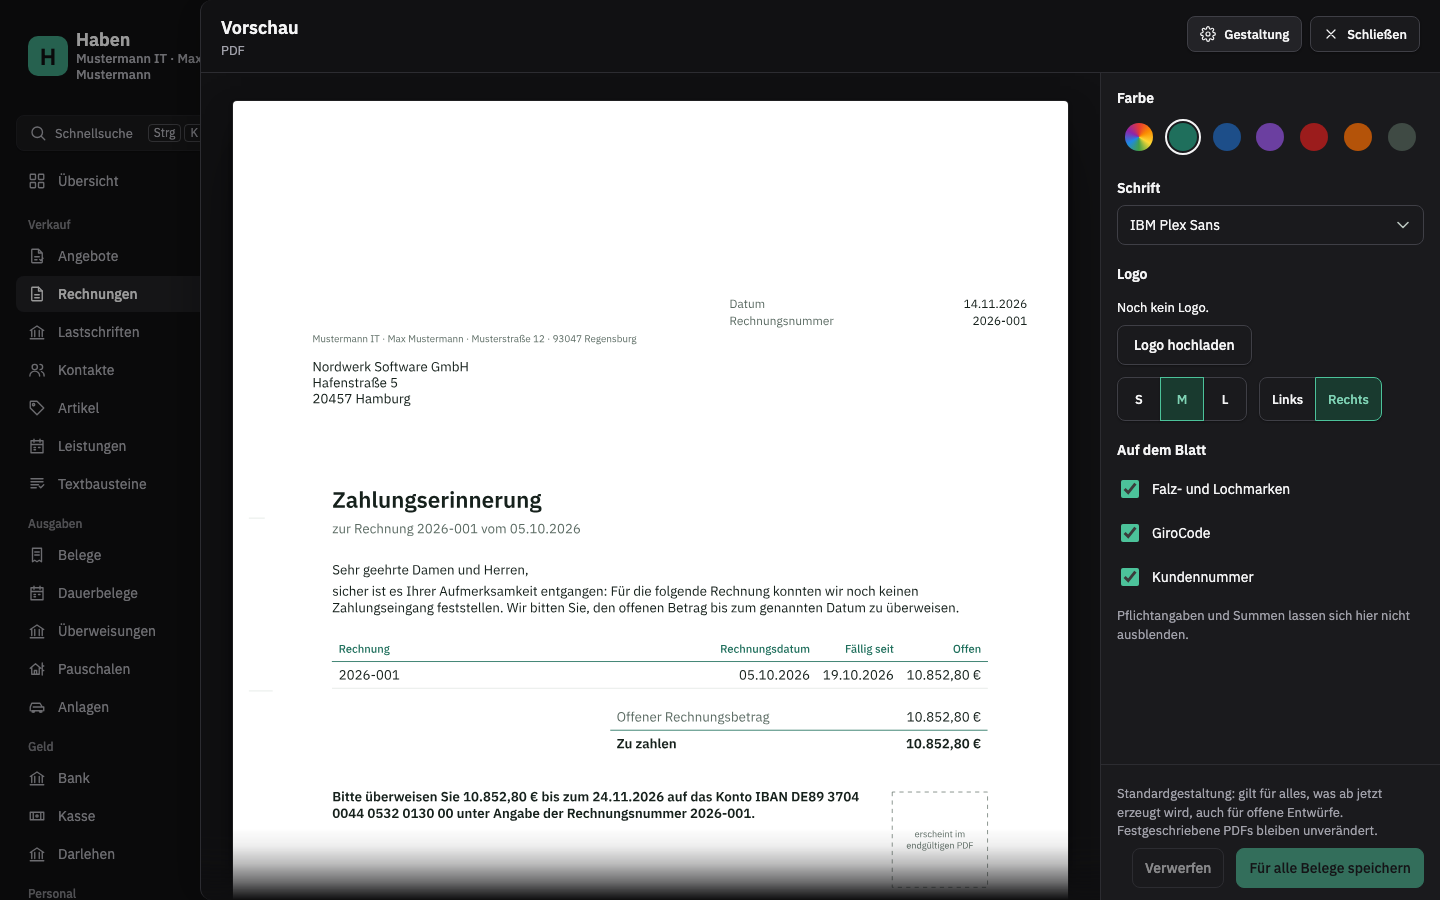 Haben
Mustermann IT · Max
Mustermann
Schnellsuche Strg K
Übersicht
Verkauf
Angebote
Rechnungen
Lastschriften
Kontakte
Artikel
Leistungen
Textbausteine
Ausgaben
Belege
Dauerbelege
Überweisungen
Pauschalen
Anlagen
Geld
Bank
Kasse
Darlehen
Personal
Vorschau
PDF
Gestaltung
Schließen
Datum 14.11.2026
Rechnungsnummer 2026-001
Mustermann IT · Max Mustermann · Musterstraße 12 · 93047 Regensburg
Nordwerk Software GmbH
Hafenstraße 5
20457 Hamburg
Zahlungserinnerung
zur Rechnung 2026-001 vom 05.10.2026
Sehr geehrte Damen und Herren,
sicher ist es Ihrer Aufmerksamkeit entgangen: Für die folgende Rechnung konnten wir noch keinen
Zahlungseingang feststellen. Wir bitten Sie, den offenen Betrag bis zum genannten Datum zu überweisen.
Rechnung Rechnungsdatum Fällig seit Offen
2026-001 05.10.2026 19.10.2026 10.852,80 €
Offener Rechnungsbetrag 10.852,80 €
Zu zahlen 10.852,80 €
Bitte überweisen Sie 10.852,80 € bis zum 24.11.2026 auf das Konto IBAN DE89 3704
0044 0532 0130 00 unter Angabe der Rechnungsnummer 2026-001.
erscheint im
endgültigen PDF
Farbe
Schrift
IBM Plex Sans
Logo
Noch kein Logo.
Logo hochladen
S M L Links Rechts
Auf dem Blatt
Falz- und Lochmarken
GiroCode
Kundennummer
Pflichtangaben und Summen lassen sich hier nicht
ausblenden.
Standardgestaltung: gilt für alles, was ab jetzt
erzeugt wird, auch für offene Entwürfe.
Festgeschriebene PDFs bleiben unverändert.
Verwerfen
Für alle Belege speichern